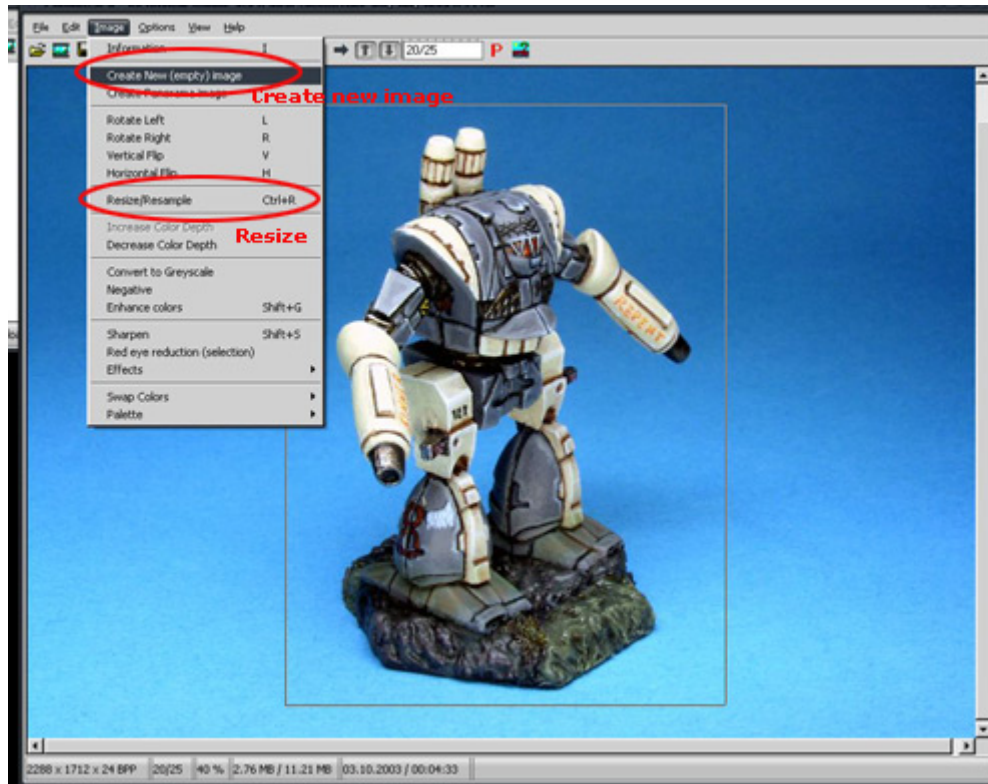 File Edit Image Options View Help
20/25 P
Information I
Create New (empty) image
Create Panorama image
Create new image
Rotate Left L
Rotate Right R
Vertical Flip V
Horizontal Flip H
Resize/Resample Ctrl+R
Increase Color Depth
Resize
Decrease Color Depth
Convert to Greyscale
Negative
Enhance colors Shift+G
Sharpen Shift+S
Red eye reduction (selection)
Effects
Swap Colors
Palette
REPEAT
2288 x 1712 x 24 BPP 20/25 40 % 2.76 MB / 11.21 MB 03.10.2003 / 00:04:33